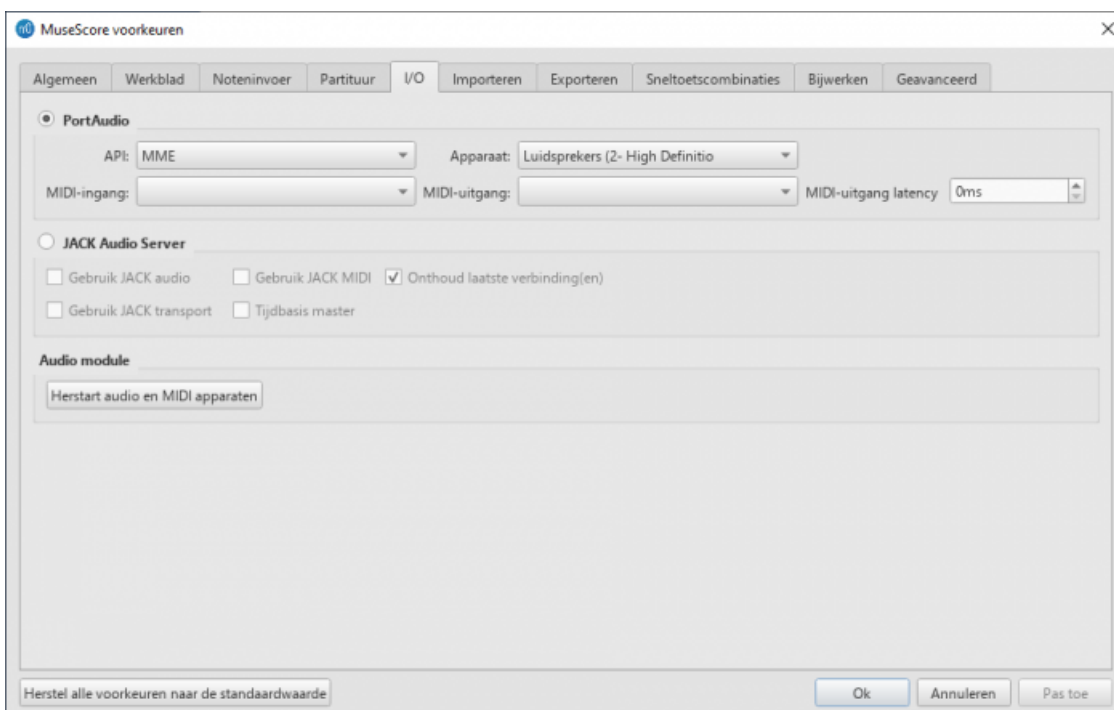 MuseScore voorkeuren
Algemeen Werkblad Noteninvoer Partituur I/O Importeren Exporteren Sneltoetscombinaties Bijwerken Geavanceerd
PortAudio
API: MME Apparaat: Luidsprekers (2- High Definitio
MIDI-ingang: MIDI-uitgang: MIDI-uitgang latency 0ms
JACK Audio Server
Gebruik JACK audio Gebruik JACK MIDI Onthoud laatste verbinding(en)
Gebruik JACK transport Tijdbasis master
Audio module
Herstart audio en MIDI apparaten
Herstel alle voorkeuren naar de standaardwaarde Ok Annuleren Pas toe